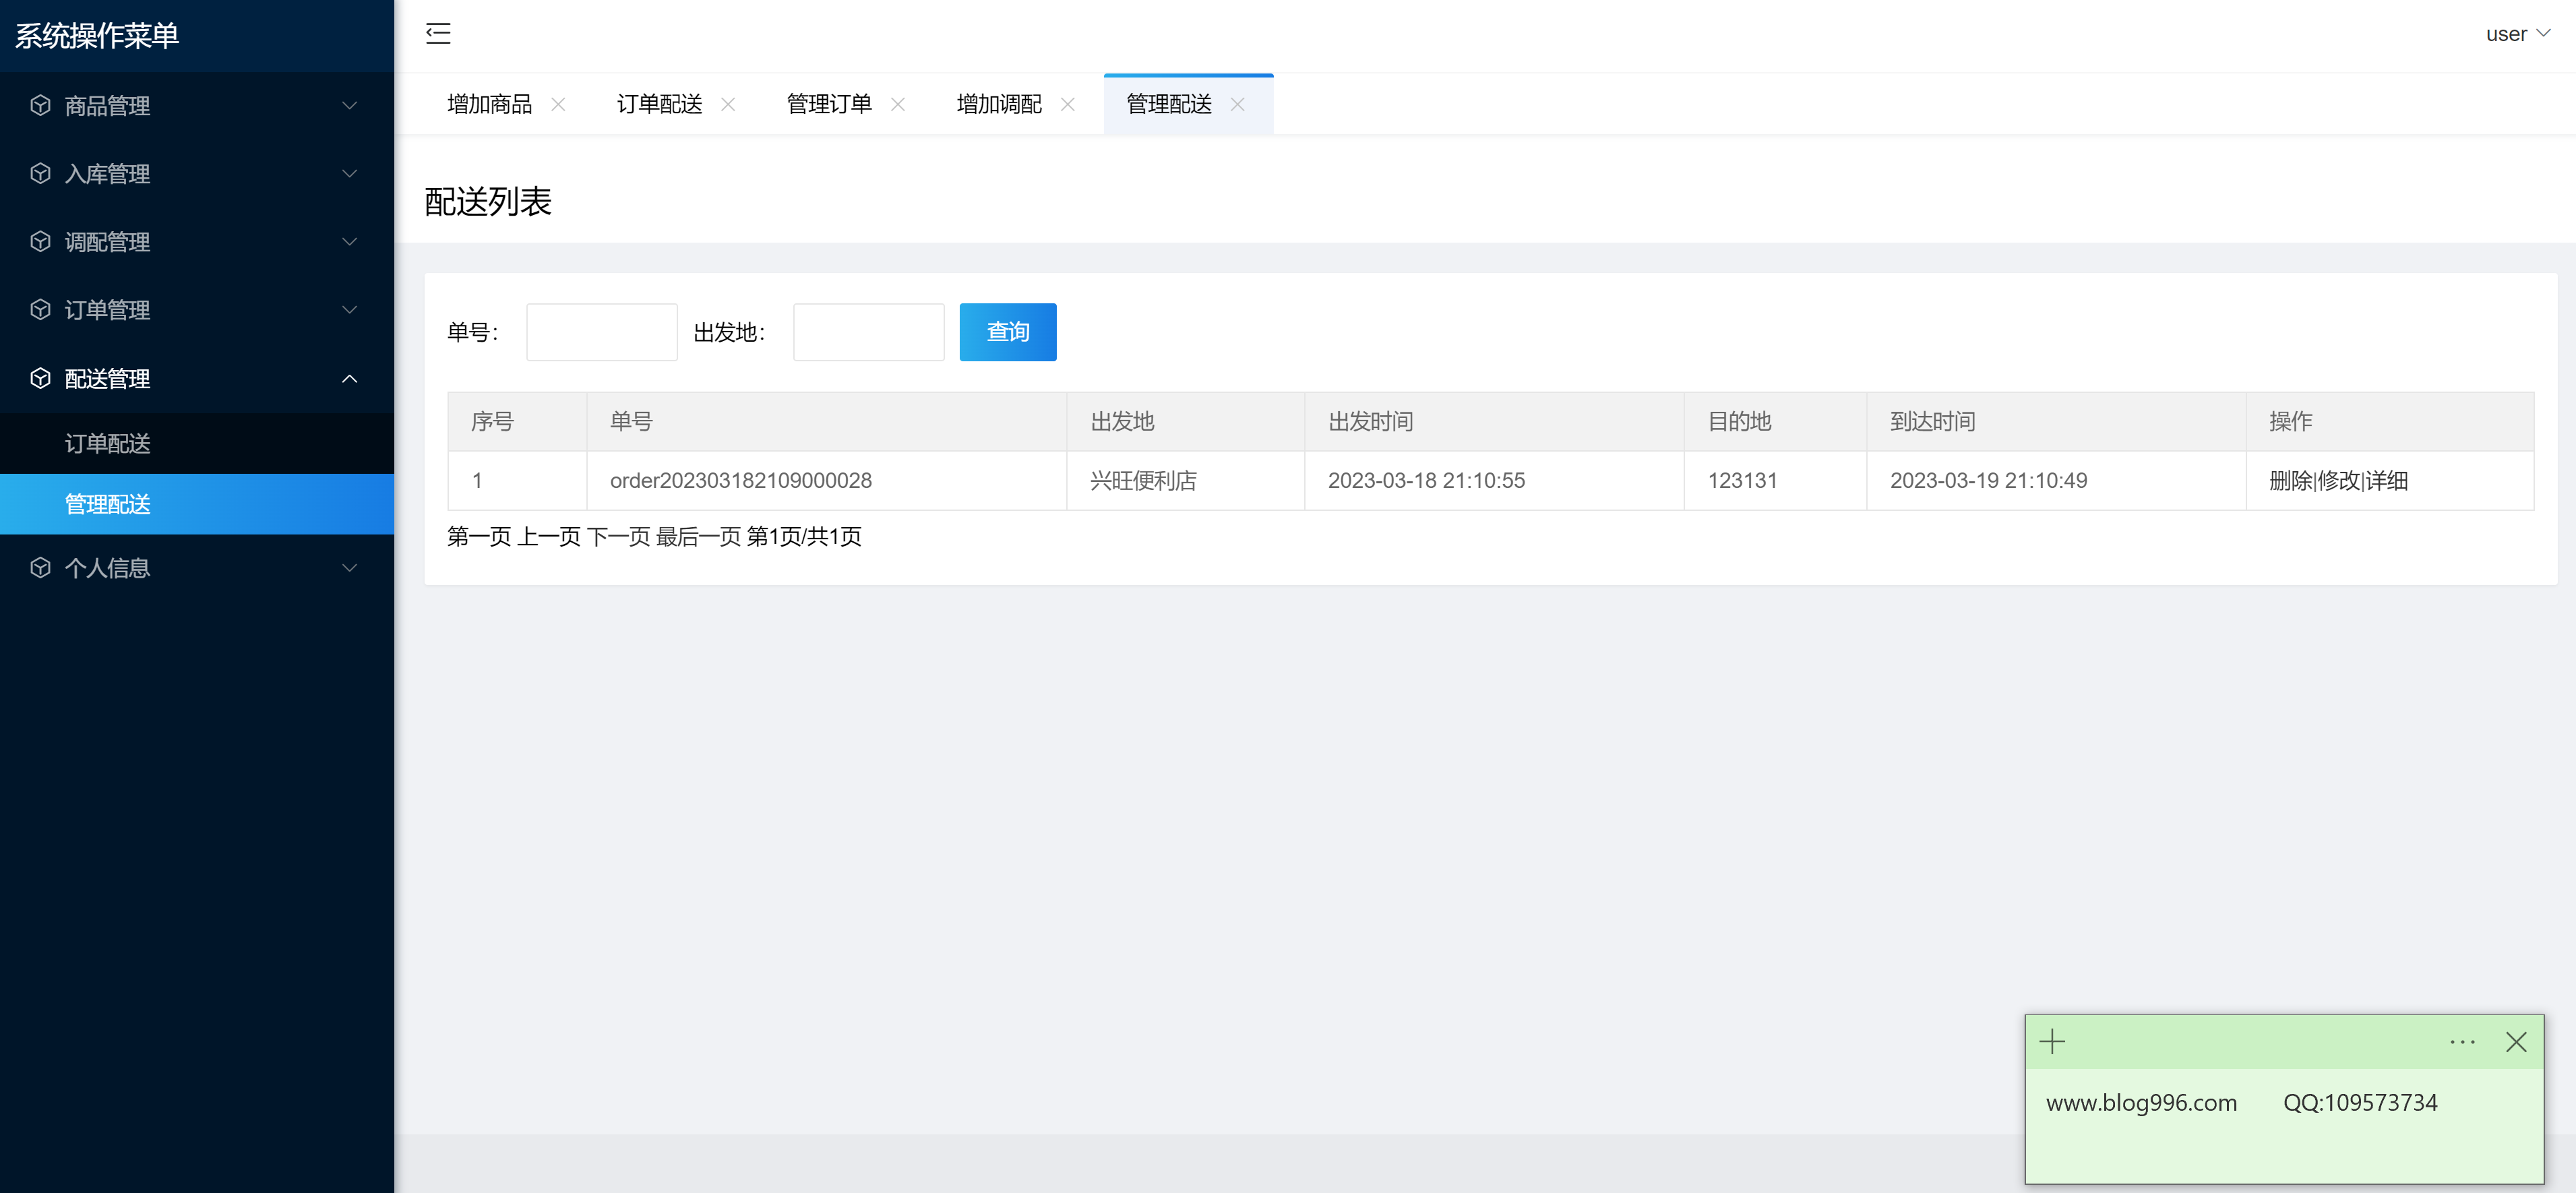 系统操作菜单
user
商品管理
入库管理
调配管理
订单管理
配送管理
订单配送
管理配送
个人信息
增加商品 订单配送 管理订单 增加调配 管理配送
配送列表
单号: 出发地: 查询
序号 单号 出发地 出发时间 目的地 到达时间 操作
1 order202303182109000028 兴旺便利店 2023-03-18 21:10:55 123131 2023-03-19 21:10:49 删除|修改|详细
第一页 上一页 下一页 最后一页 第1页/共1页
www.blog996.com QQ:109573734